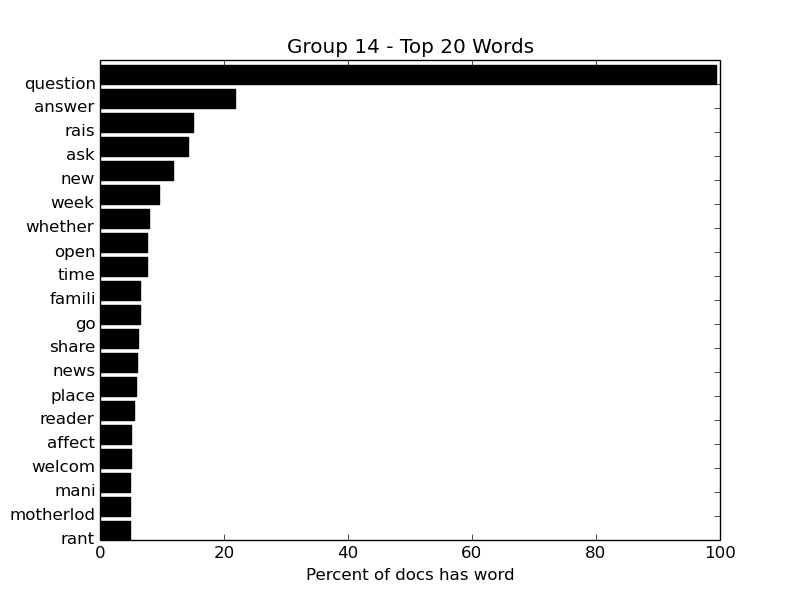 Group 14 - Top 20 Words
question
answer
rais
ask
new
week
whether
open
time
famili
go
share
news
place
reader
affect
welcom
mani
motherlod
rant
0 20 40 60 80 100
Percent of docs has word